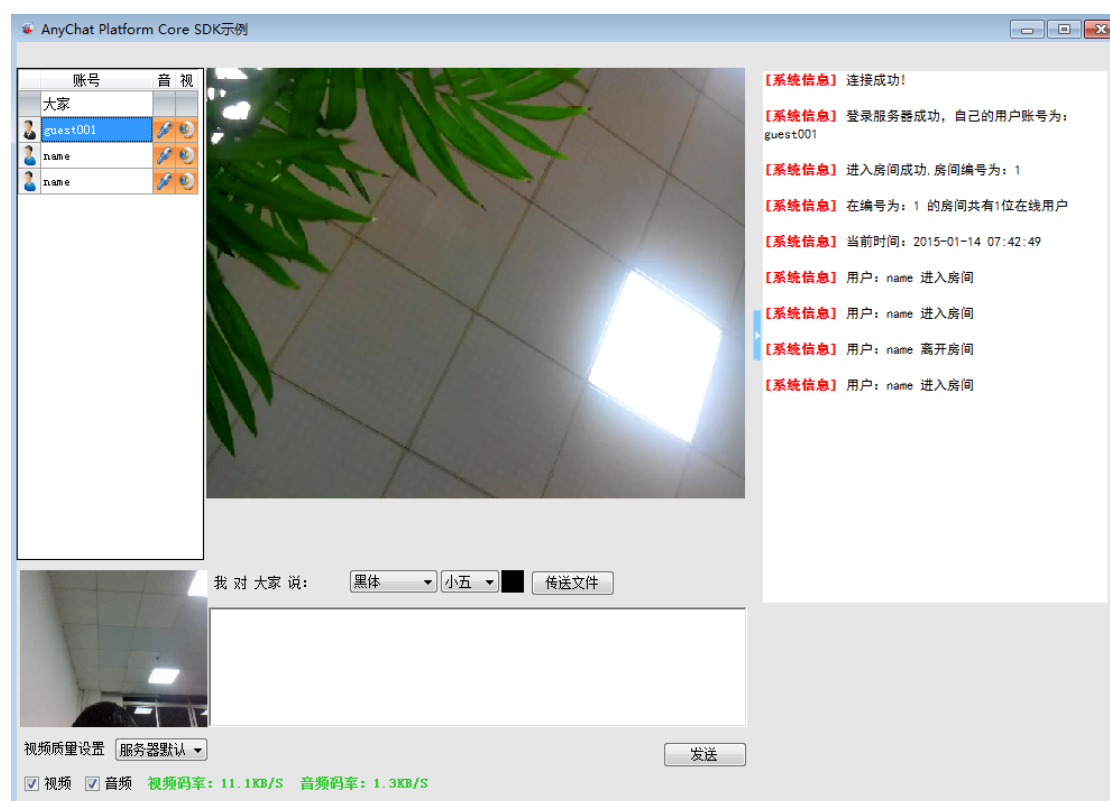 AnyChat Platform Core SDK示例
账号 音 视
大家
guest001
name
name
[系统信息] 连接成功!
[系统信息] 登录服务器成功, 自己的用户账号为:
guest001
[系统信息] 进入房间成功.房间编号为: 1
[系统信息] 在编号为: 1 的房间共有1位在线用户
[系统信息] 当前时间: 2015-01-14 07:42:49
[系统信息] 用户: name 进入房间
[系统信息] 用户: name 进入房间
[系统信息] 用户: name 离开房间
[系统信息] 用户: name 进入房间
我 对 大家 说: 黑体 小五 传送文件
视频质量设置 服务器默认 发送
视频 音频 视频码率: 11.1KB/S 音频码率: 1.3KB/S